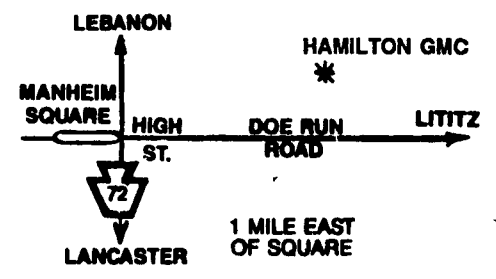 LEBANON
HAMILTON GMC
MANHEIM
SQUARE
HIGH
ST.
DOE RUN
ROAD
LITITZ
72
1 MILE EAST
OF SQUARE
LANCASTER